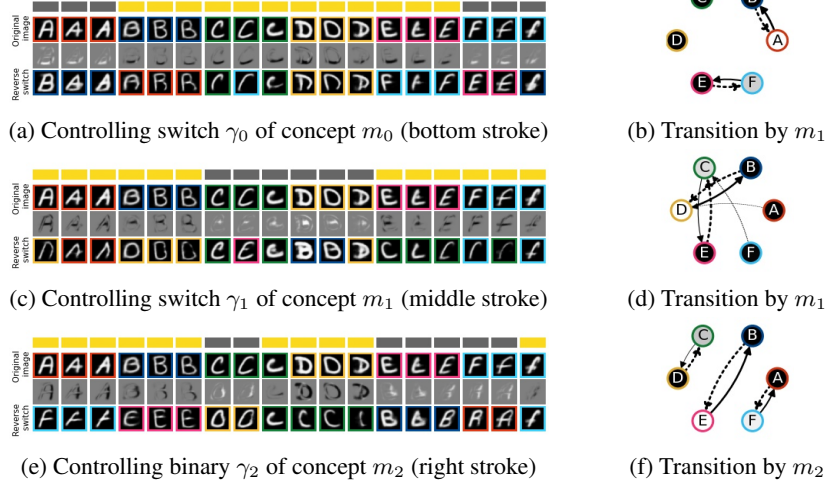 Original image
A A A B B B C C C D D D E E E F F f
Reverse switch
D
A
E F
(a) Controlling switch γ0 of concept m0 (bottom stroke)
(b) Transition by m1
Original image
A A A B B B C C C D D D E E E F F f
Reverse switch
C B
D A
E F
(c) Controlling switch γ1 of concept m1 (middle stroke)
(d) Transition by m1
Original image
A A A B B B C C C D D D E E E F F f
Reverse switch
F F F E E E O O C C C C B B B A A f
C B
D A
E F
(e) Controlling binary γ2 of concept m2 (right stroke)
(f) Transition by m2